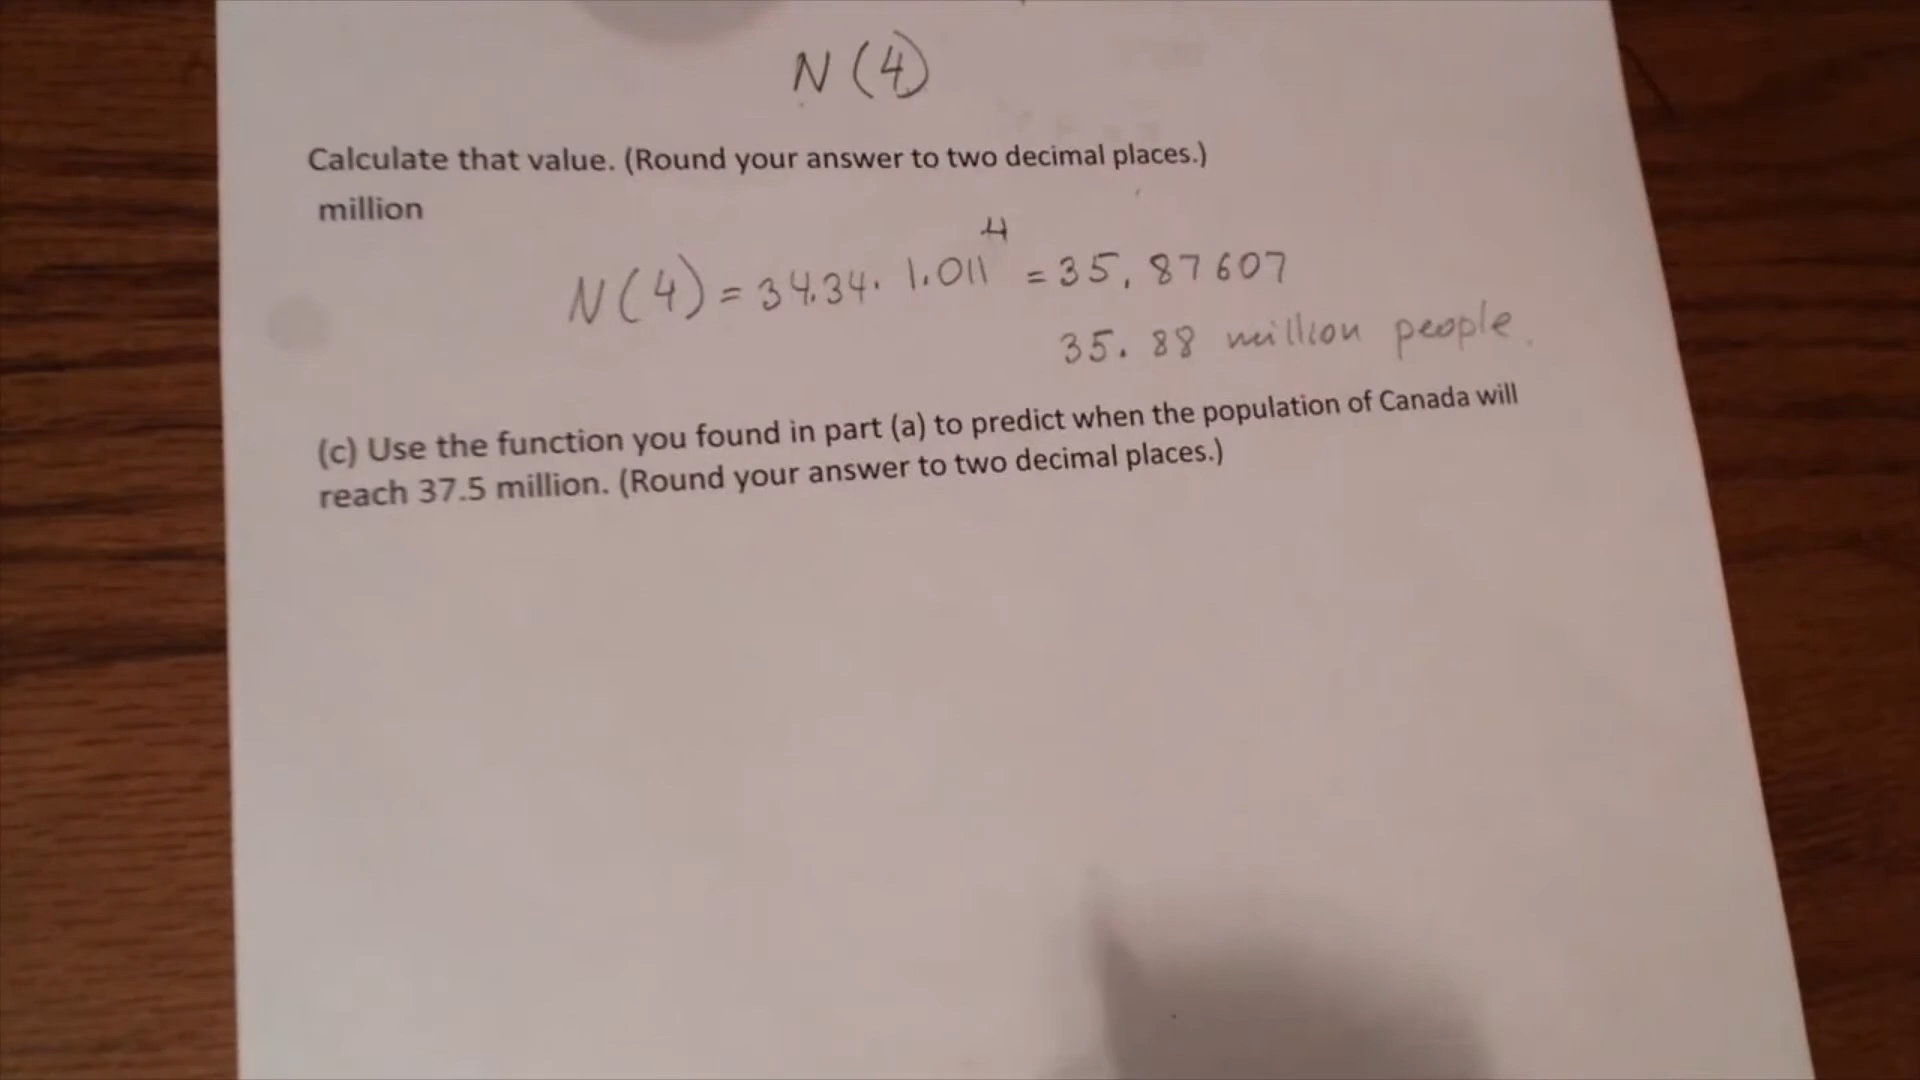 N(4)
Calculate that value. (Round your answer to two decimal places.)
million
N(4) = 34.34 · 1.011⁴ = 35,87607
35.88 million people.
(c) Use the function you found in part (a) to predict when the population of Canada will
reach 37.5 million. (Round your answer to two decimal places.)